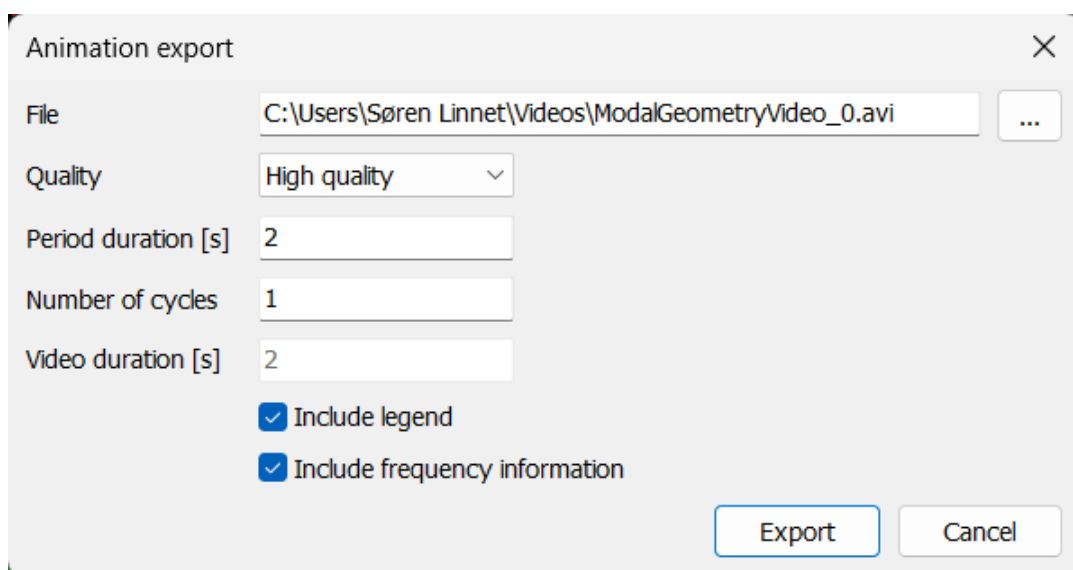 Animation export
File C:\Users\Søren Linnet\Videos\ModalGeometryVideo_0.avi ...
Quality High quality
Period duration [s] 2
Number of cycles 1
Video duration [s] 2
Include legend
Include frequency information
Export Cancel